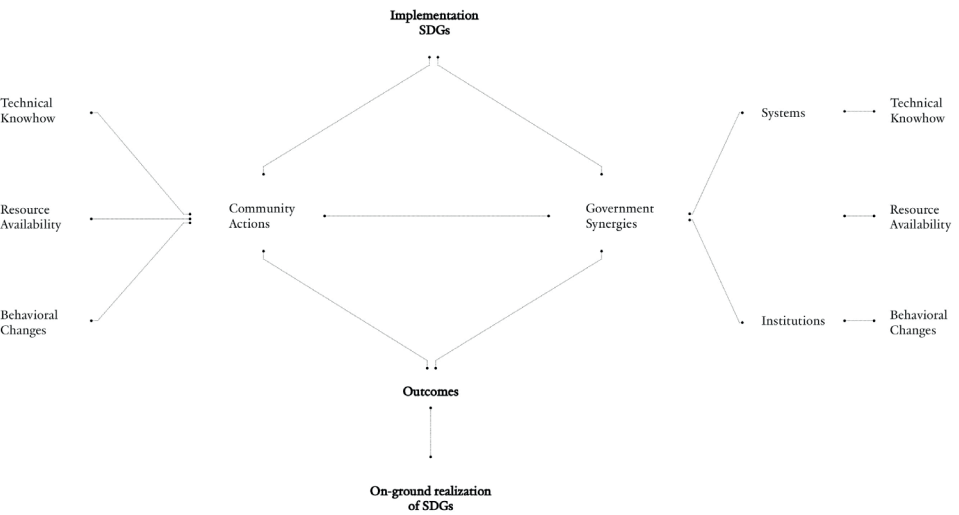 Implementation
SDGs
Technical
Knowhow
Systems
Technical
Knowhow
Resource
Availability
Community
Actions
Government
Synergies
Resource
Availability
Behavioral
Changes
Institutions
Behavioral
Changes
Outcomes
On-ground realization
of SDGs